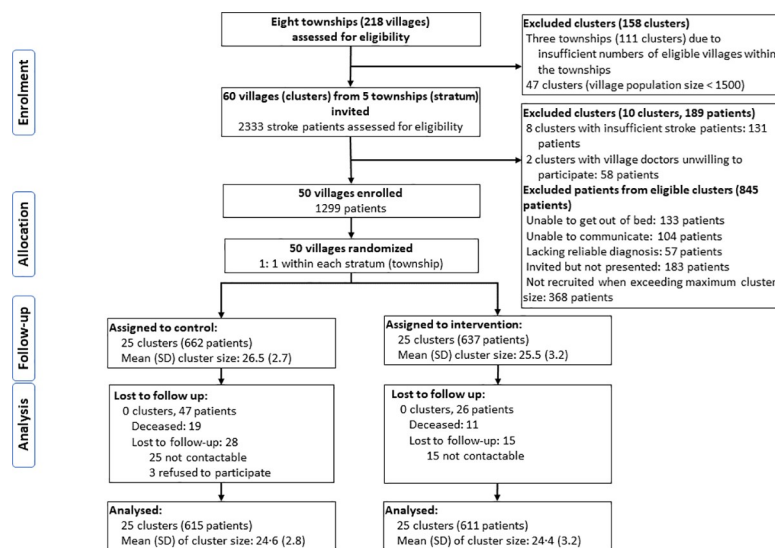 Eight townships (218 villages)
assessed for eligibility
Excluded clusters (158 clusters)
Three townships (111 clusters) due to
insufficient numbers of eligible villages within
the townships
47 clusters (village population size < 1500)
Enrolment
60 villages (clusters) from 5 townships (stratum)
invited
2333 stroke patients assessed for eligibility
Excluded clusters (10 clusters, 189 patients)
8 clusters with insufficient stroke patients: 131
patients
2 clusters with village doctors unwilling to
participate: 58 patients
Excluded patients from eligible clusters (845
patients)
Unable to get out of bed: 133 patients
Unable to communicate: 104 patients
Lacking reliable diagnosis: 57 patients
Invited but not presented: 183 patients
Not recruited when exceeding maximum cluster
size: 368 patients
Allocation
50 villages enrolled
1299 patients
50 villages randomized
1: 1 within each stratum (township)
Follow-up
Assigned to control:
25 clusters (662 patients)
Mean (SD) cluster size: 26.5 (2.7)
Assigned to intervention:
25 clusters (637 patients)
Mean (SD) cluster size: 25.5 (3.2)
Analysis
Lost to follow up:
0 clusters, 47 patients
Deceased: 19
Lost to follow-up: 28
25 not contactable
3 refused to participate
Lost to follow up:
0 clusters, 26 patients
Deceased: 11
Lost to follow-up: 15
15 not contactable
Analysed:
25 clusters (615 patients)
Mean (SD) of cluster size: 24·6 (2.8)
Analysed:
25 clusters (611 patients)
Mean (SD) of cluster size: 24·4 (3.2)